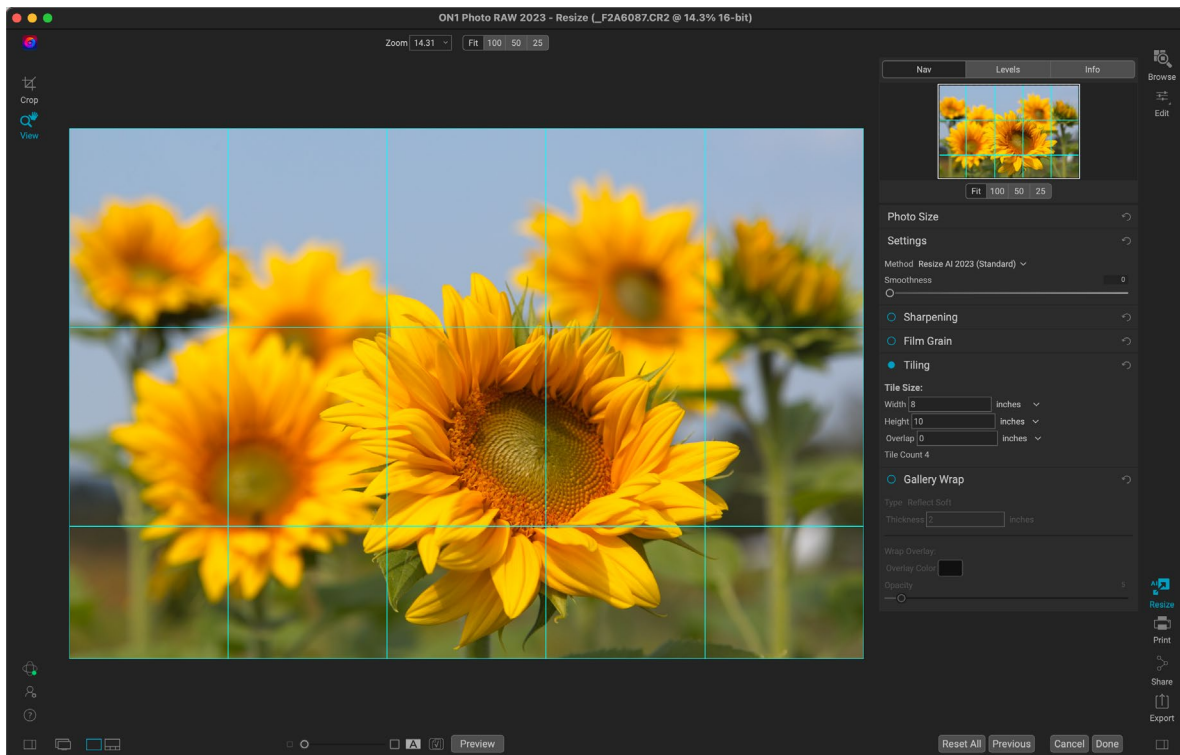 ON1 Photo RAW 2023 - Resize (_F2A6087.CR2 @ 14.3% 16-bit)
Zoom 14.31 Fit 100 50 25
Crop
View
Nav Levels Info
Fit 100 50 25
Photo Size
Settings
Method Resize AI 2023 (Standard)
Smoothness 0
Sharpening
Film Grain
Tiling
Tile Size:
Width 8 inches
Height 10 inches
Overlap 0 inches
Tile Count 4
Gallery Wrap
Type Reflect Soft
Thickness 2 inches
Wrap Overlay:
Overlay Color
Opacity
Browse
Edit
AI
Resize
Print
Share
Export
A
Preview
Reset All Previous Cancel Done